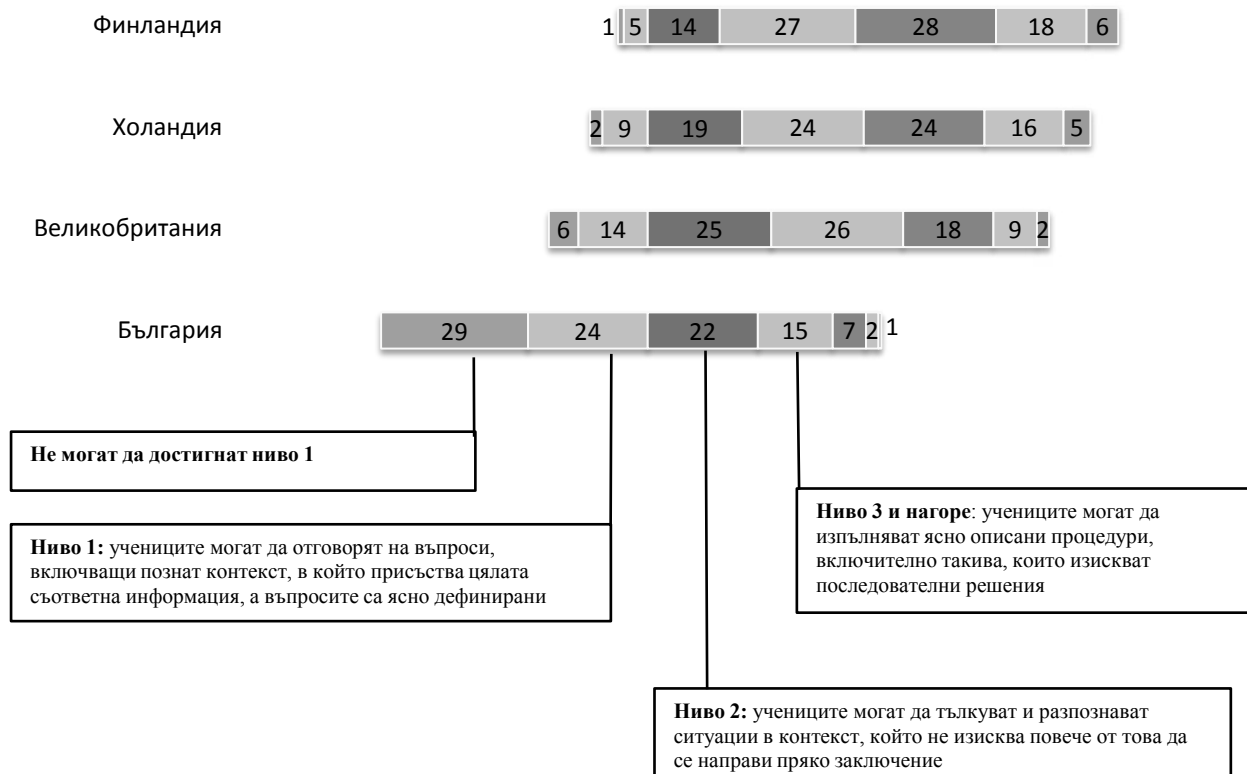 Финландия
1 5 14 27 28 18 6
Холандия
2 9 19 24 24 16 5
Великобритания
6 14 25 26 18 9 2
България
29 24 22 15 7 2 1
Не могат да достигнат ниво 1
Ниво 1: учениците могат да отговорят на въпроси,
включващи познат контекст, в който присъства цялата
съответна информация, а въпросите са ясно дефинирани
Ниво 3 и нагоре: учениците могат да
изпълняват ясно описани процедури,
включително такива, които изискват
последователни решения
Ниво 2: учениците могат да тълкуват и разпознават
ситуации в контекст, който не изисква повече от това да
се направи пряко заключение